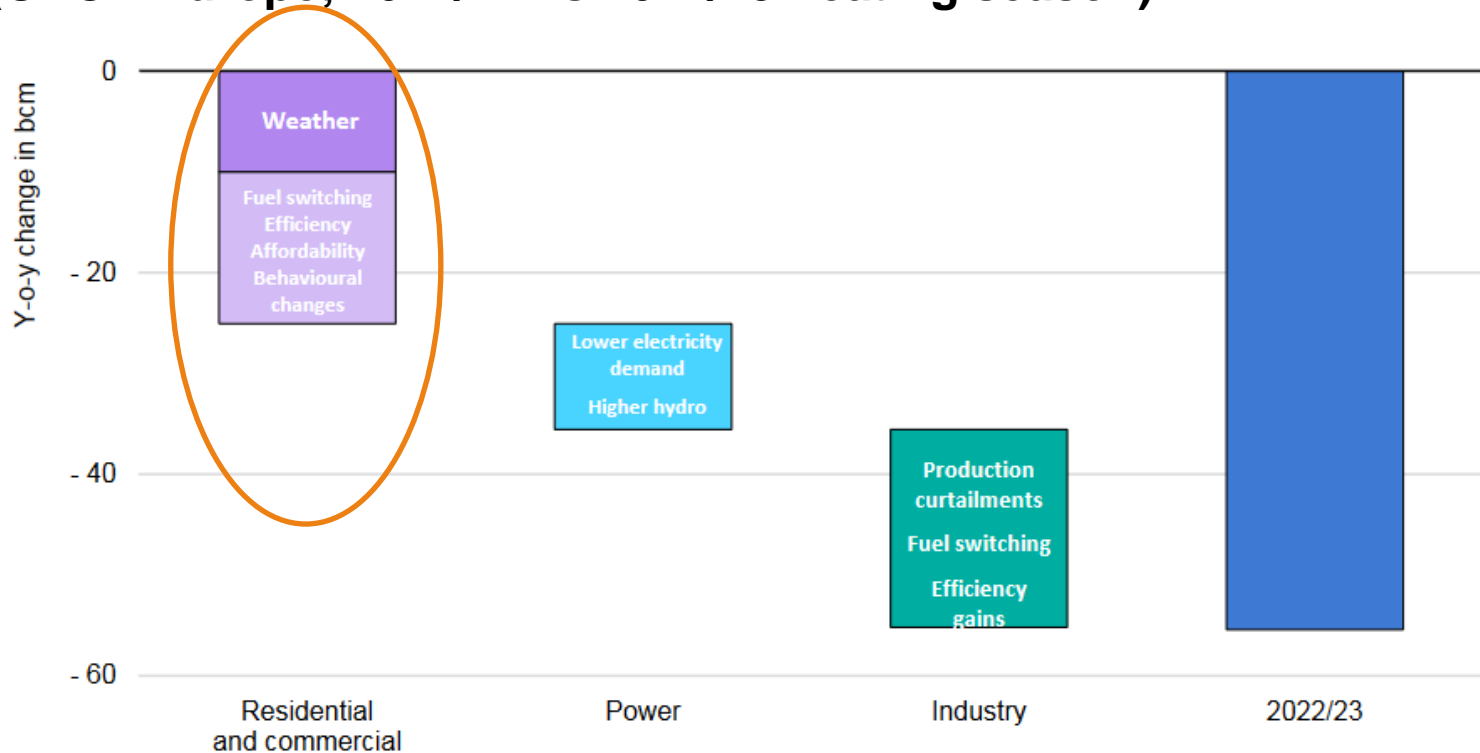 0
- 20
- 40
- 60
Y-o-y change in bcm
Weather
Fuel switching
Efficiency
Affordability
Behavioural
changes
Lower electricity
demand
Higher hydro
Production
curtailments
Fuel switching
Efficiency
gains
Residential
and commercial
Power
Industry
2022/23